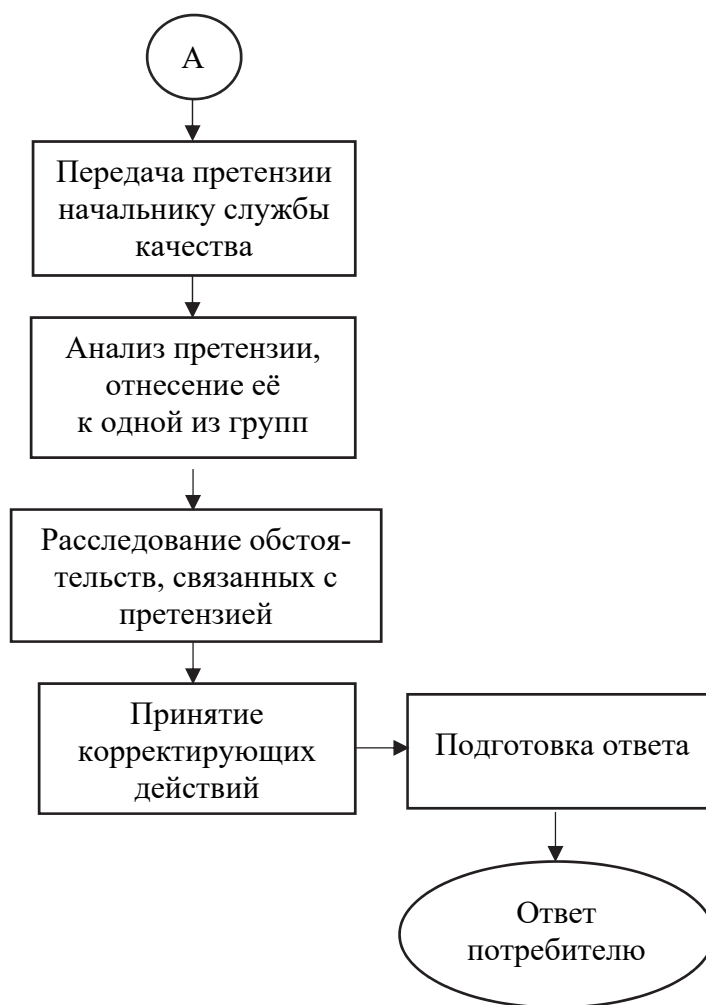 А
Передача претензии
начальнику службы
качества
Анализ претензии,
отнесение её
к одной из групп
Расследование обстоя-
тельств, связанных с
претензией
Принятие
корректирующих
действий
Подготовка ответа
Ответ
потребителю